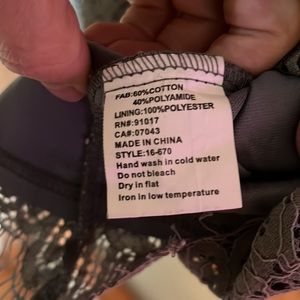 FAB:60%COTTON
40%POLYAMIDE
LINING:100%POLYESTER
RN#:91017
CA#:07043
MADE IN CHINA
STYLE:16-670
Hand wash in cold water
Do not bleach
Dry in flat
Iron in low temperature